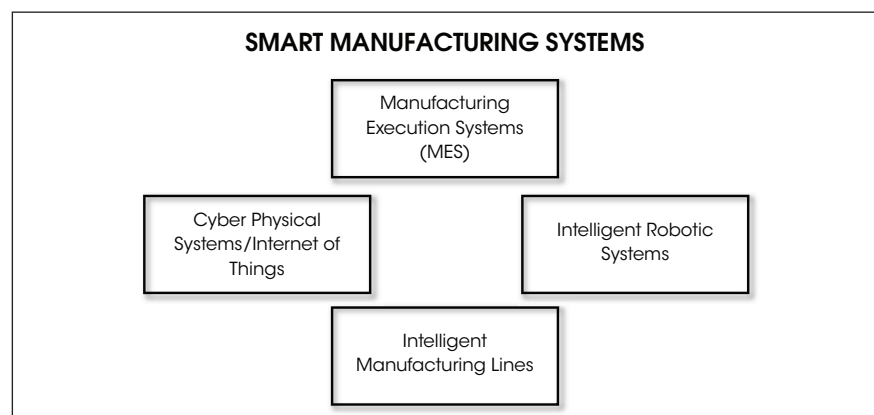 SMART MANUFACTURING SYSTEMS
Manufacturing
Execution Systems
(MES)
Cyber Physical
Systems/Internet of
Things
Intelligent Robotic
Systems
Intelligent
Manufacturing Lines